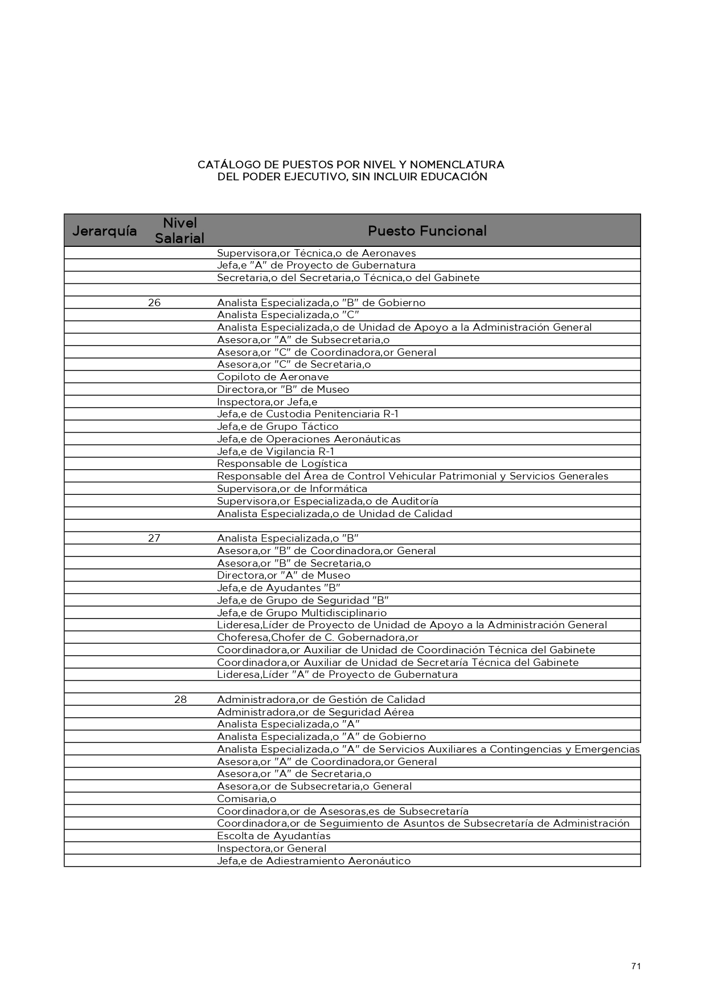 CATÁLOGO DE PUESTOS POR NIVEL Y NOMENCLATURA
DEL PODER EJECUTIVO, SIN INCLUIR EDUCACIÓN
Jerarquía Nivel Salarial Puesto Funcional
Supervisora,or Técnica,o de Aeronaves
Jefa,e "A" de Proyecto de Gubernatura
Secretaria,o del Secretaria,o Técnica,o del Gabinete
26 Analista Especializada,o "B" de Gobierno
Analista Especializada,o "C"
Analista Especializada,o de Unidad de Apoyo a la Administración General
Asesora,or "A" de Subsecretaria,o
Asesora,or "C" de Coordinadora,or General
Asesora,or "C" de Secretaria,o
Copiloto de Aeronave
Directora,or "B" de Museo
Inspectora,or Jefa,e
Jefa,e de Custodia Penitenciaria R-1
Jefa,e de Grupo Táctico
Jefa,e de Operaciones Aeronáuticas
Jefa,e de Vigilancia R-1
Responsable de Logística
Responsable del Área de Control Vehicular Patrimonial y Servicios Generales
Supervisora,or de Informática
Supervisora,or Especializada,o de Auditoría
Analista Especializada,o de Unidad de Calidad
27 Analista Especializada,o "B"
Asesora,or "B" de Coordinadora,or General
Asesora,or "B" de Secretaria,o
Directora,or "A" de Museo
Jefa,e de Ayudantes "B"
Jefa,e de Grupo de Seguridad "B"
Jefa,e de Grupo Multidisciplinario
Lideresa,Líder de Proyecto de Unidad de Apoyo a la Administración General
Choferesa,Chofer de C. Gobernadora,or
Coordinadora,or Auxiliar de Unidad de Coordinación Técnica del Gabinete
Coordinadora,or Auxiliar de Unidad de Secretaría Técnica del Gabinete
Lideresa,Líder "A" de Proyecto de Gubernatura
28 Administradora,or de Gestión de Calidad
Administradora,or de Seguridad Aérea
Analista Especializada,o "A"
Analista Especializada,o "A" de Gobierno
Analista Especializada,o "A" de Servicios Auxiliares a Contingencias y Emergencias
Asesora,or "A" de Coordinadora,or General
Asesora,or "A" de Secretaria,o
Asesora,or de Subsecretaria,o General
Comisaria,o
Coordinadora,or de Asesoras,es de Subsecretaría
Coordinadora,or de Seguimiento de Asuntos de Subsecretaría de Administración
Escolta de Ayudantías
Inspectora,or General
Jefa,e de Adiestramiento Aeronáutico
71